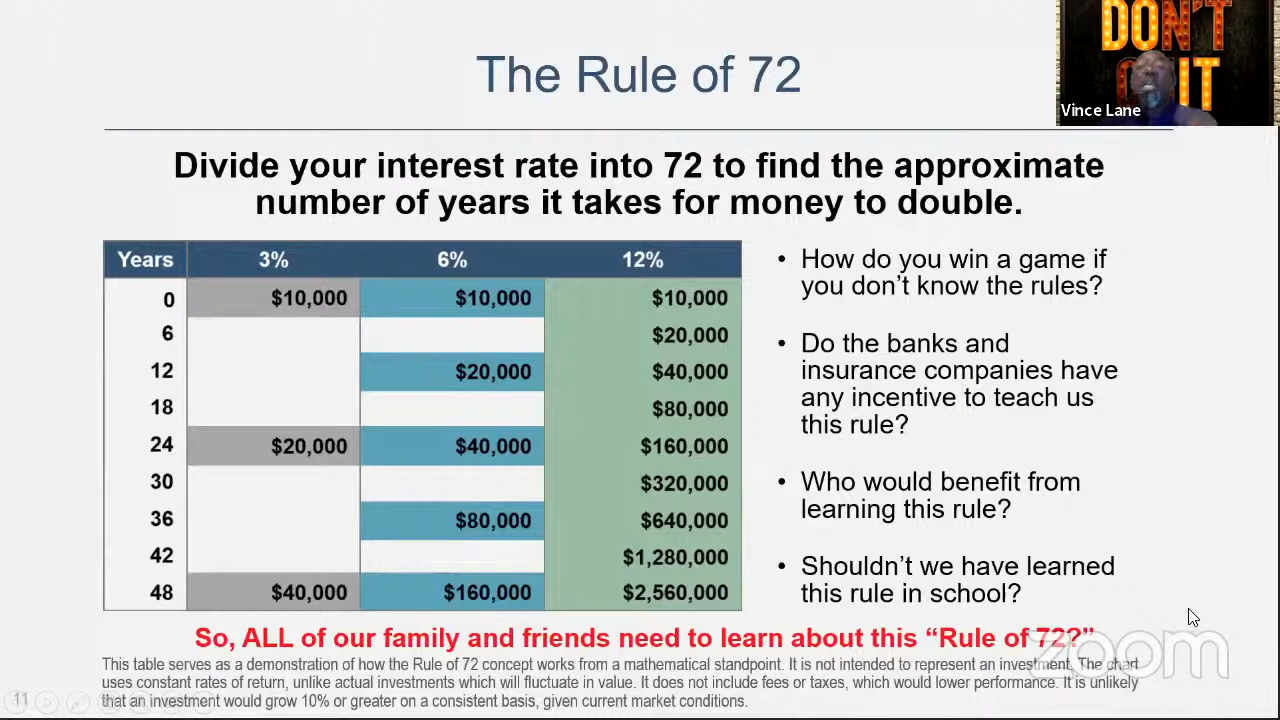 The Rule of 72
DON'T
QUIT
Vince Lane
Divide your interest rate into 72 to find the approximate
number of years it takes for money to double.
Years 3% 6% 12%
0 $10,000 $10,000 $10,000
6 $20,000
12 $20,000 $40,000
18 $80,000
24 $20,000 $40,000 $160,000
30 $320,000
36 $80,000 $640,000
42 $1,280,000
48 $40,000 $160,000 $2,560,000
• How do you win a game if
you don’t know the rules?
• Do the banks and
insurance companies have
any incentive to teach us
this rule?
• Who would benefit from
learning this rule?
• Shouldn’t we have learned
this rule in school?
So, ALL of our family and friends need to learn about this “Rule of 72?”
This table serves as a demonstration of how the Rule of 72 concept works from a mathematical standpoint. It is not intended to represent an investment. The chart
uses constant rates of return, unlike actual investments which will fluctuate in value. It does not include fees or taxes, which would lower performance. It is unlikely
that an investment would grow 10% or greater on a consistent basis, given current market conditions.
11
zoom